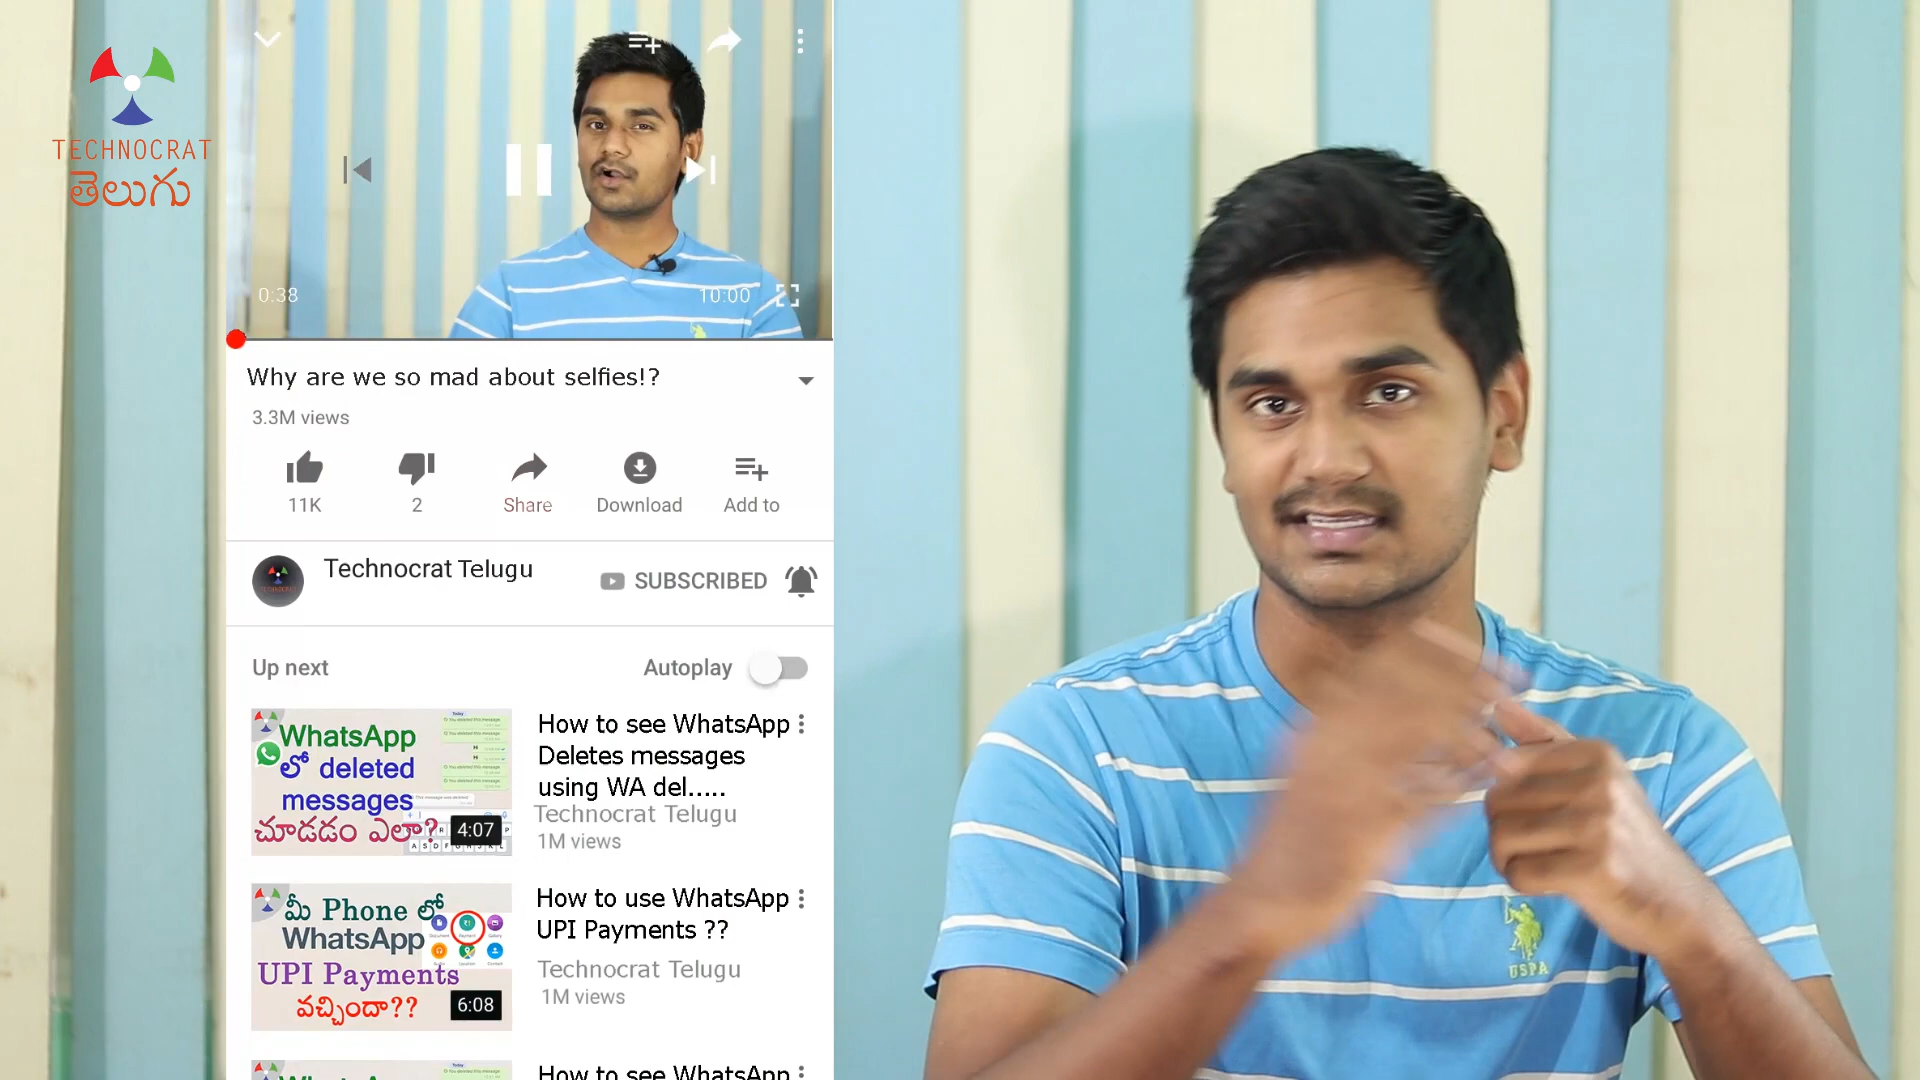 TECHNOCRAT
తెలుగు
0:38
10:00
Why are we so mad about selfies!?
3.3M views
11K
2
Share
Download
Add to
Technocrat Telugu
SUBSCRIBED
Up next
Autoplay
WhatsApp
లో deleted
messages
చూడడం ఎలా?
4:07
How to see WhatsApp
Deletes messages
using WA del.....
Technocrat Telugu
1M views
మీ Phone లో
WhatsApp
UPI Payments
వచ్చిందా??
6:08
How to use WhatsApp
UPI Payments ??
Technocrat Telugu
1M views
How to see WhatsApp
USPA